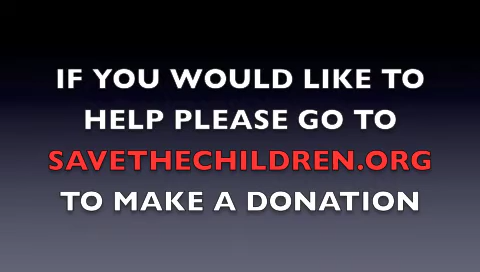 IF YOU WOULD LIKE TO
HELP PLEASE GO TO
SAVETHECHILDREN.ORG
TO MAKE A DONATION